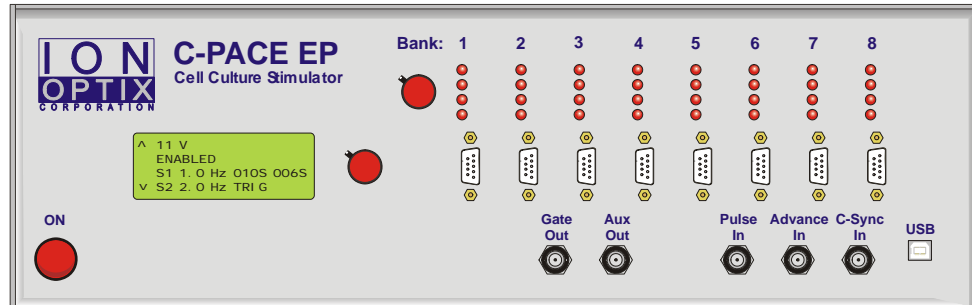 ION
OPTIX
CORPORATION
C-PACE EP
Cell Culture Stimulator
Bank: 1 2 3 4 5 6 7 8
^ 11 V
ENABLED
S1 1.0 Hz 010S 006S
v S2 2.0 Hz TRIG
ON
Gate Out
Aux Out
Pulse In
Advance In
C-Sync In
USB